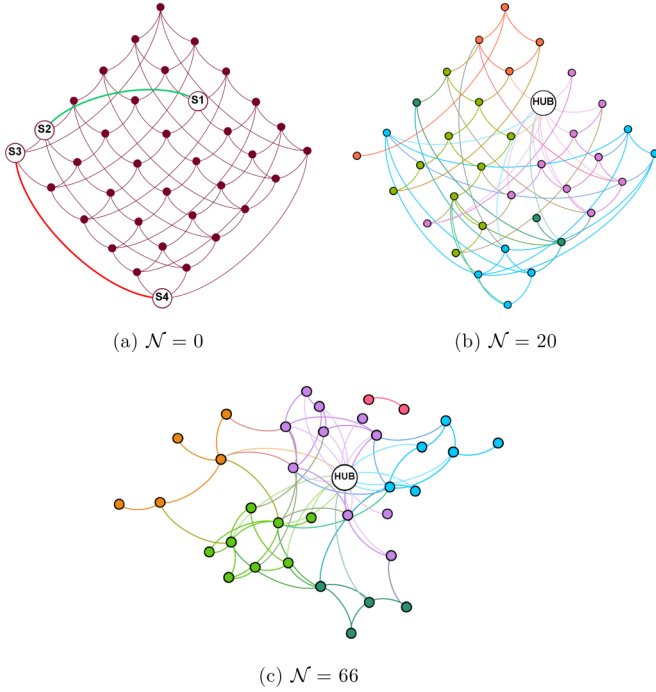 S1
S2
S3
S4
(a) 𝒩 = 0
HUB
(b) 𝒩 = 20
HUB
(c) 𝒩 = 66